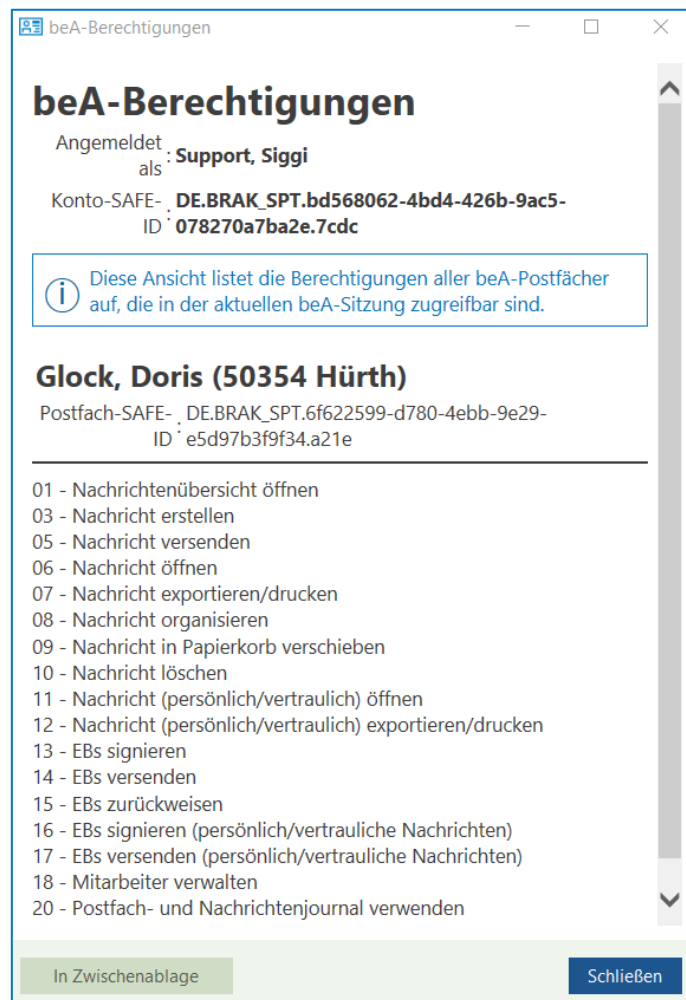 beA-Berechtigungen
beA-Berechtigungen
Angemeldet als : Support, Siggi
Konto-SAFE-ID : DE.BRAK_SPT.bd568062-4bd4-426b-9ac5-
078270a7ba2e.7cdc
Diese Ansicht listet die Berechtigungen aller beA-Postfächer
auf, die in der aktuellen beA-Sitzung zugreifbar sind.
Glock, Doris (50354 Hürth)
Postfach-SAFE-ID : DE.BRAK_SPT.6f622599-d780-4ebb-9e29-
e5d97b3f9f34.a21e
01 - Nachrichtenübersicht öffnen
03 - Nachricht erstellen
05 - Nachricht versenden
06 - Nachricht öffnen
07 - Nachricht exportieren/drucken
08 - Nachricht organisieren
09 - Nachricht in Papierkorb verschieben
10 - Nachricht löschen
11 - Nachricht (persönlich/vertraulich) öffnen
12 - Nachricht (persönlich/vertraulich) exportieren/drucken
13 - EBs signieren
14 - EBs versenden
15 - EBs zurückweisen
16 - EBs signieren (persönlich/vertrauliche Nachrichten)
17 - EBs versenden (persönlich/vertrauliche Nachrichten)
18 - Mitarbeiter verwalten
20 - Postfach- und Nachrichtenjournal verwenden
In Zwischenablage
Schließen